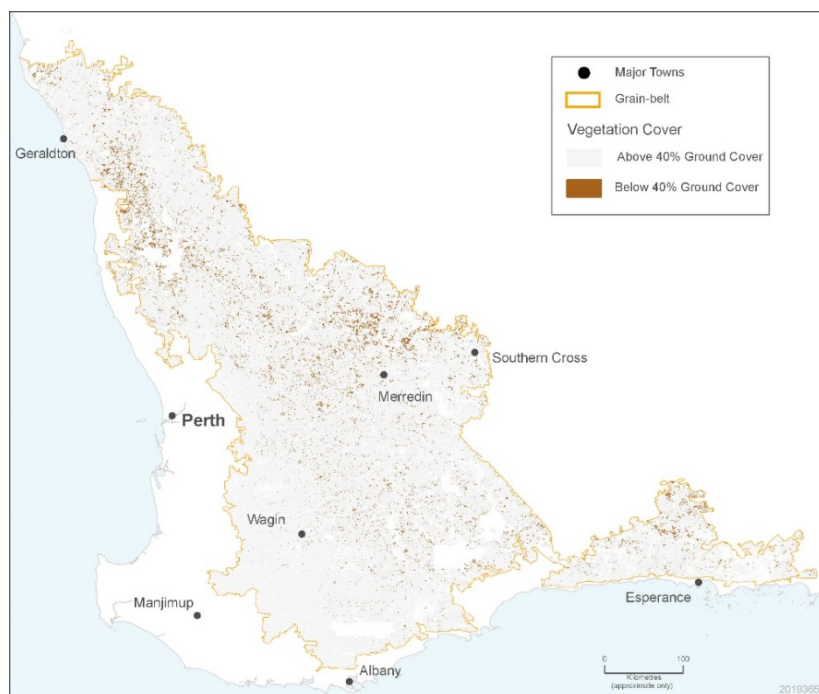 Major Towns
Grain-belt
Vegetation Cover
Above 40% Ground Cover
Below 40% Ground Cover
Geraldton
Southern Cross
Merredin
Perth
Wagin
Esperance
Manjimup
Albany
0
100
Kilometres
(approximate only)
2019365